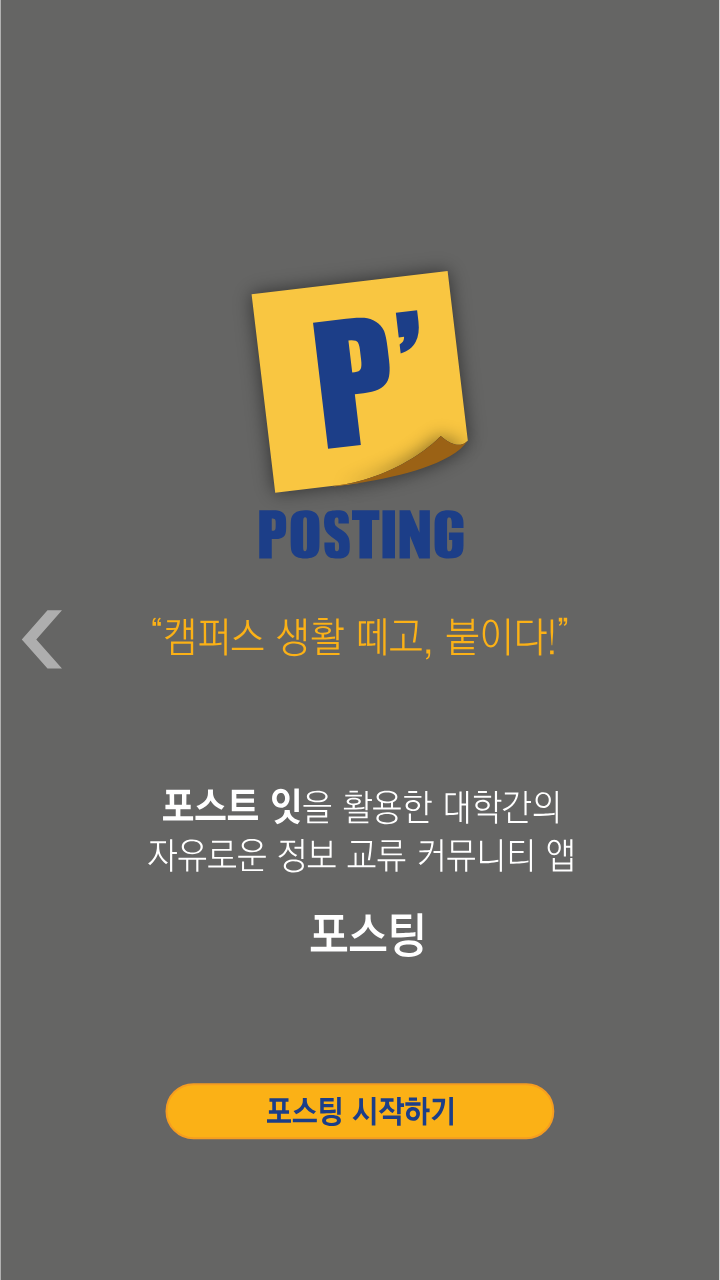 P’
POSTING
“캠퍼스 생활 떼고, 붙이다!”
포스트 잇을 활용한 대학간의
자유로운 정보 교류 커뮤니티 앱
포스팅
포스팅 시작하기